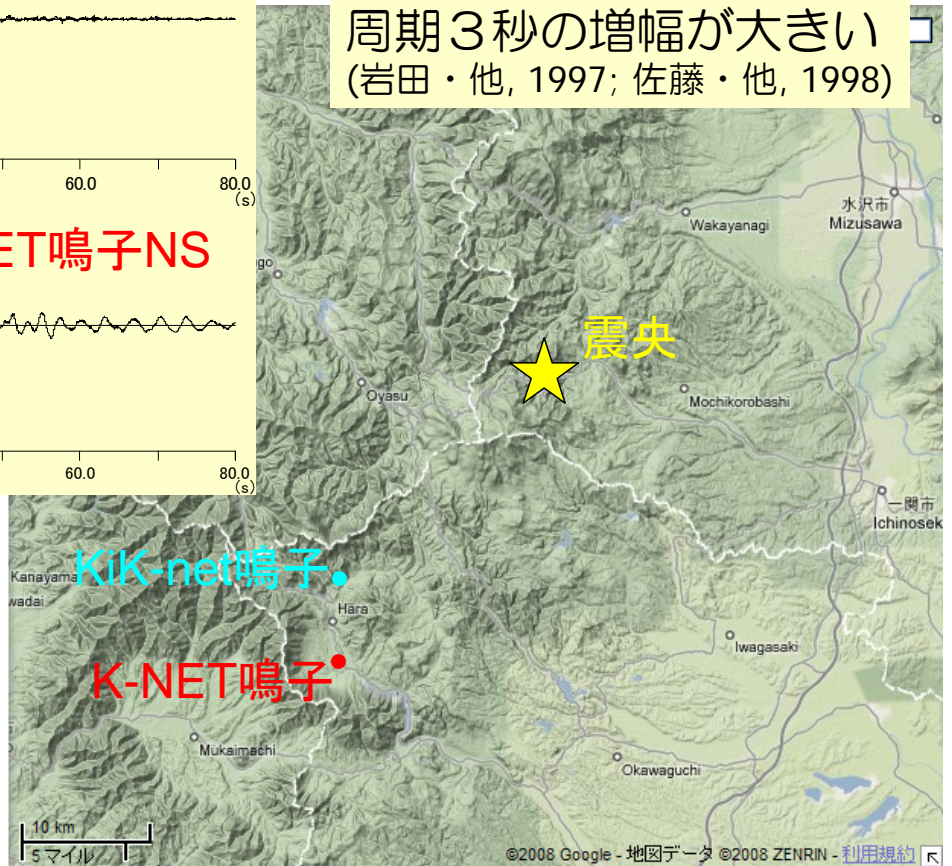 周期３秒の増幅が大きい
(岩田・他, 1997; 佐藤・他, 1998)
60.0
80.0
(s)
ET鳴子NS
60.0
80.0
(s)
水沢市
Mizusawa
Wakayanagi
go
震央
Oyasu
Mochikorobashi
一関市
Ichinosek
Kanayama
wadai
KiK-net鳴子
Hara
Iwagasaki
K-NET鳴子
Mukaimachi
Okawaguchi
10 km
5 マイル
©2008 Google - 地図データ ©2008 ZENRIN - 利用規約